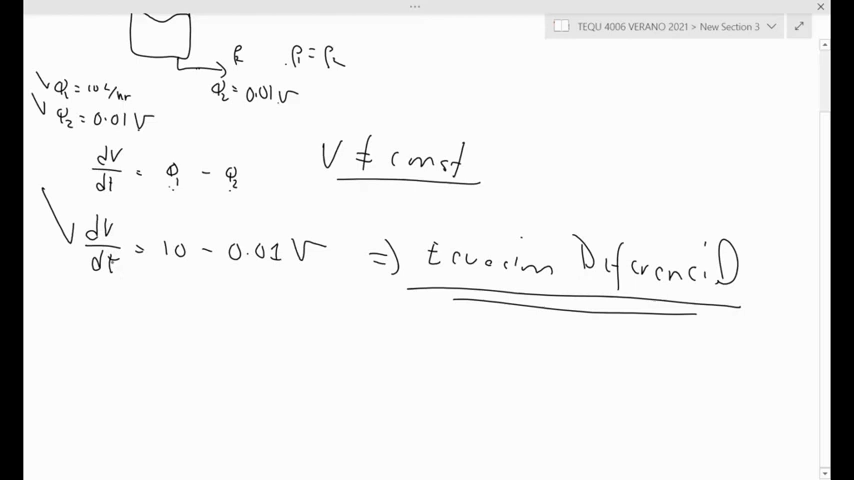 TEQU 4006 VERANO 2021 > New Section 3
ρ₁ = ρ₂
φ₁ = 10 L/hr
φ₂ = 0.01 V
φ₂ = 0.01 V
dV/dt = φ₁ - φ₂
V ≠ const
dV/dt = 10 - 0.01 V => Ecuacion Diferencial